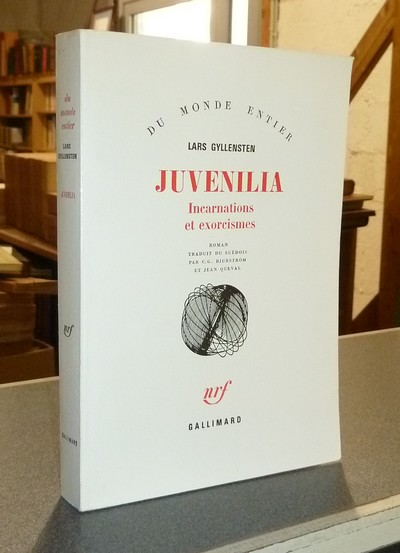 DU MONDE ENTIER
LARS GYLLENSTEN
JUVENILIA
Incarnations
et exorcismes
ROMAN
TRADUIT DU SUÉDOIS
PAR C.G. BJURSTRÖM
ET JEAN QUEVAL
nrf
GALLIMARD
du
monde
entier
LARS
GYLLENSTEN
JUVENILIA
nrf
GALLIMARD